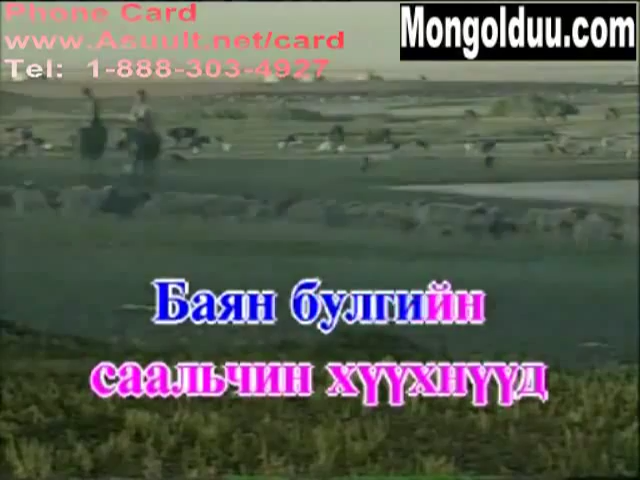 Phone Card
www.Asuult.net/card
Tel: 1-888-303-4927
Mongolduu.com
Баян булгийн
саальчин хүүхнүүд